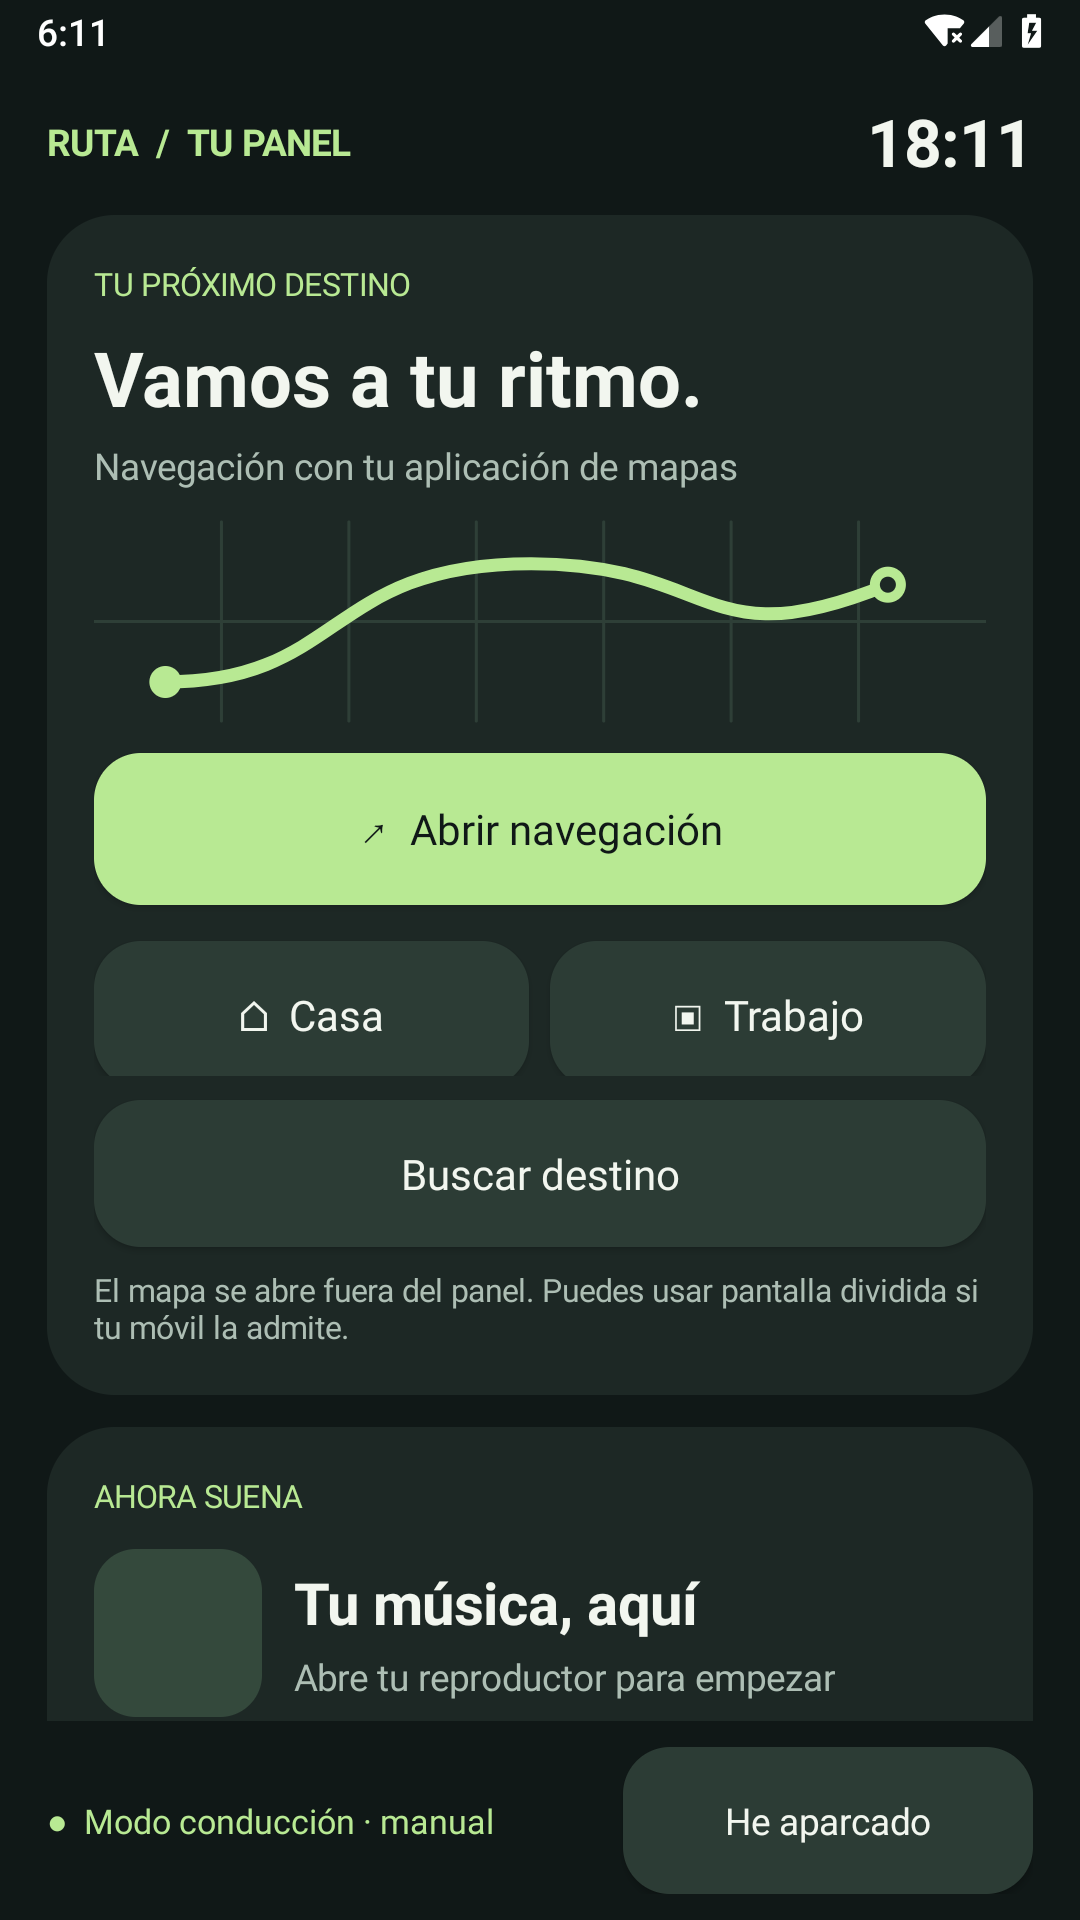 6:11
RUTA / TU PANEL
18:11
TU PRÓXIMO DESTINO
Vamos a tu ritmo.
Navegación con tu aplicación de mapas
→ Abrir navegación
Casa
Trabajo
Buscar destino
El mapa se abre fuera del panel. Puedes usar pantalla dividida si
tu móvil la admite.
AHORA SUENA
Tu música, aquí
Abre tu reproductor para empezar
● Modo conducción · manual
He aparcado